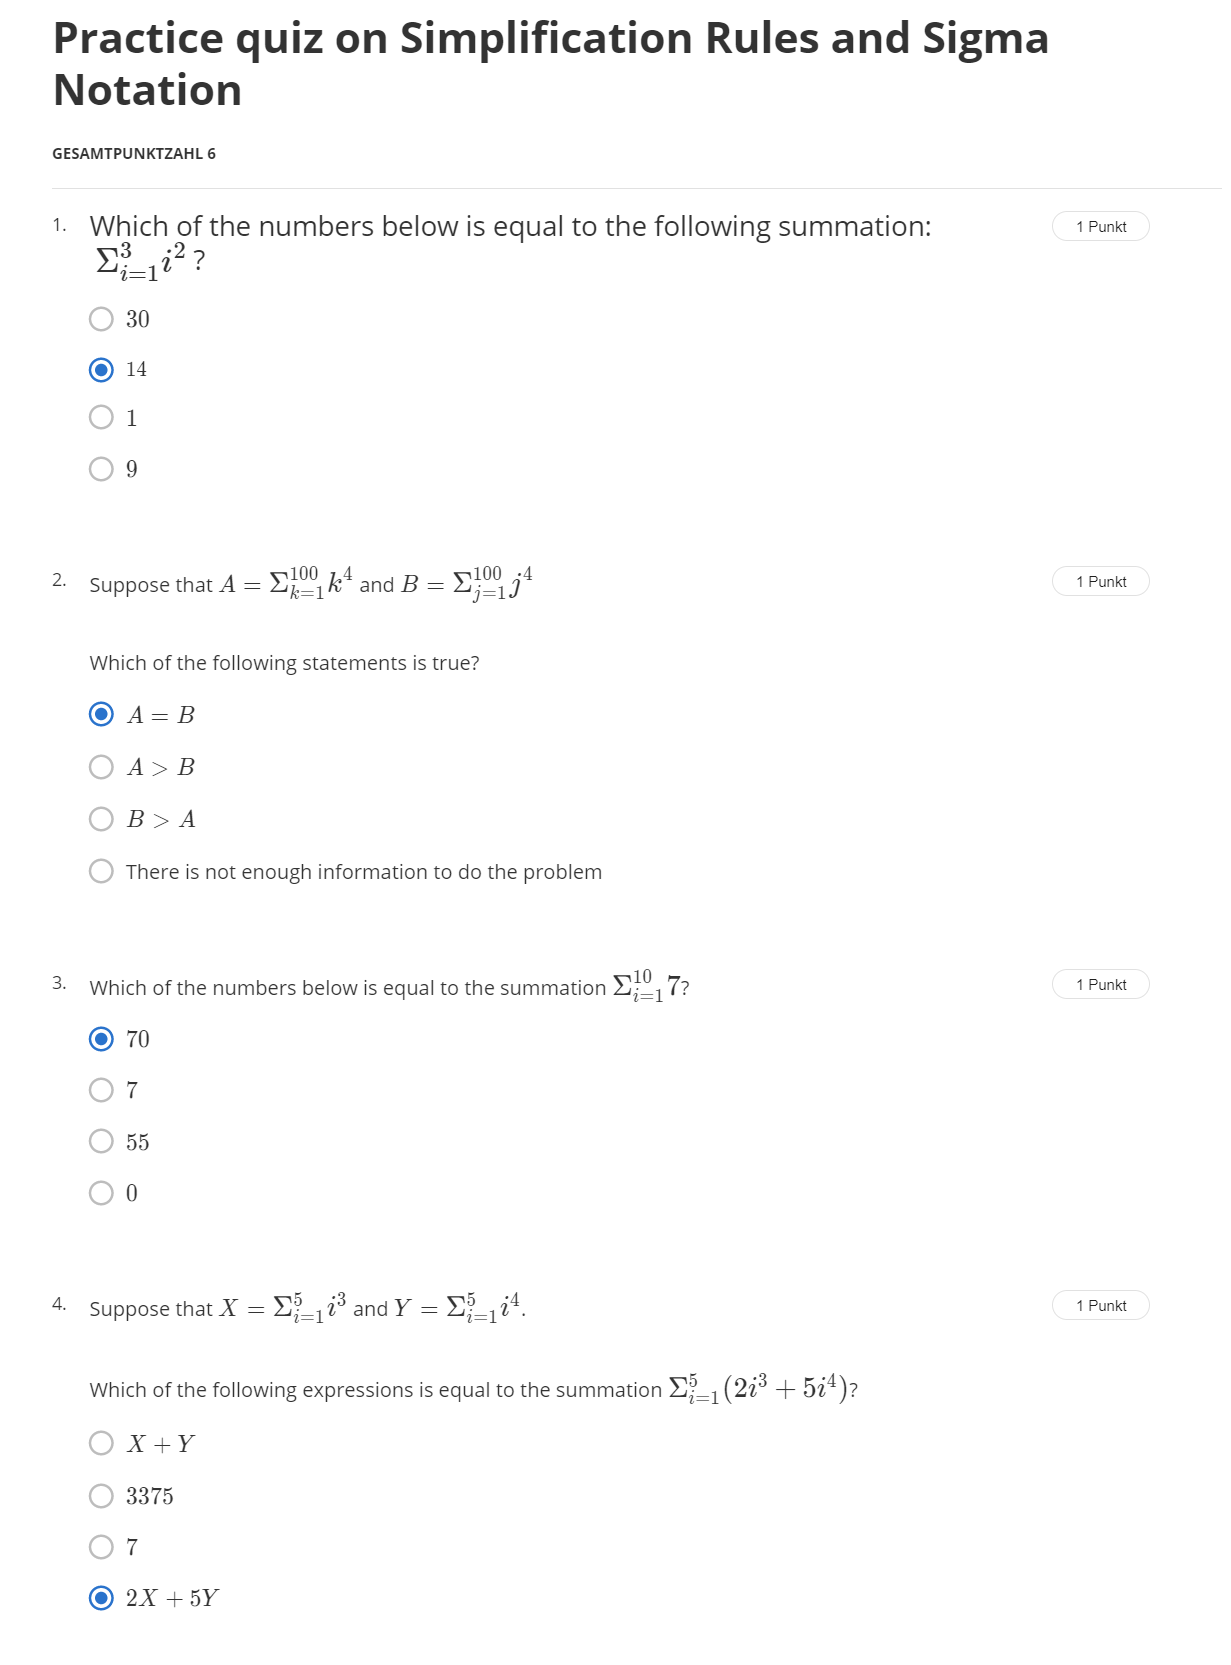 Practice quiz on Simplification Rules and Sigma
Notation
GESAMTPUNKTZAHL 6
1. Which of the numbers below is equal to the following summation: 1 Punkt
Σ³ᵢ₌₁ i² ?
30
14
1
9
2. Suppose that A = Σ¹⁰⁰ₖ₌₁ k⁴ and B = Σ¹⁰⁰ⱼ₌₁ j⁴ 1 Punkt
Which of the following statements is true?
A = B
A > B
B > A
There is not enough information to do the problem
3. Which of the numbers below is equal to the summation Σ¹⁰ᵢ₌₁ 7? 1 Punkt
70
7
55
0
4. Suppose that X = Σ⁵ᵢ₌₁ i³ and Y = Σ⁵ᵢ₌₁ i⁴. 1 Punkt
Which of the following expressions is equal to the summation Σ⁵ᵢ₌₁ (2i³ + 5i⁴)?
X + Y
3375
7
2X + 5Y